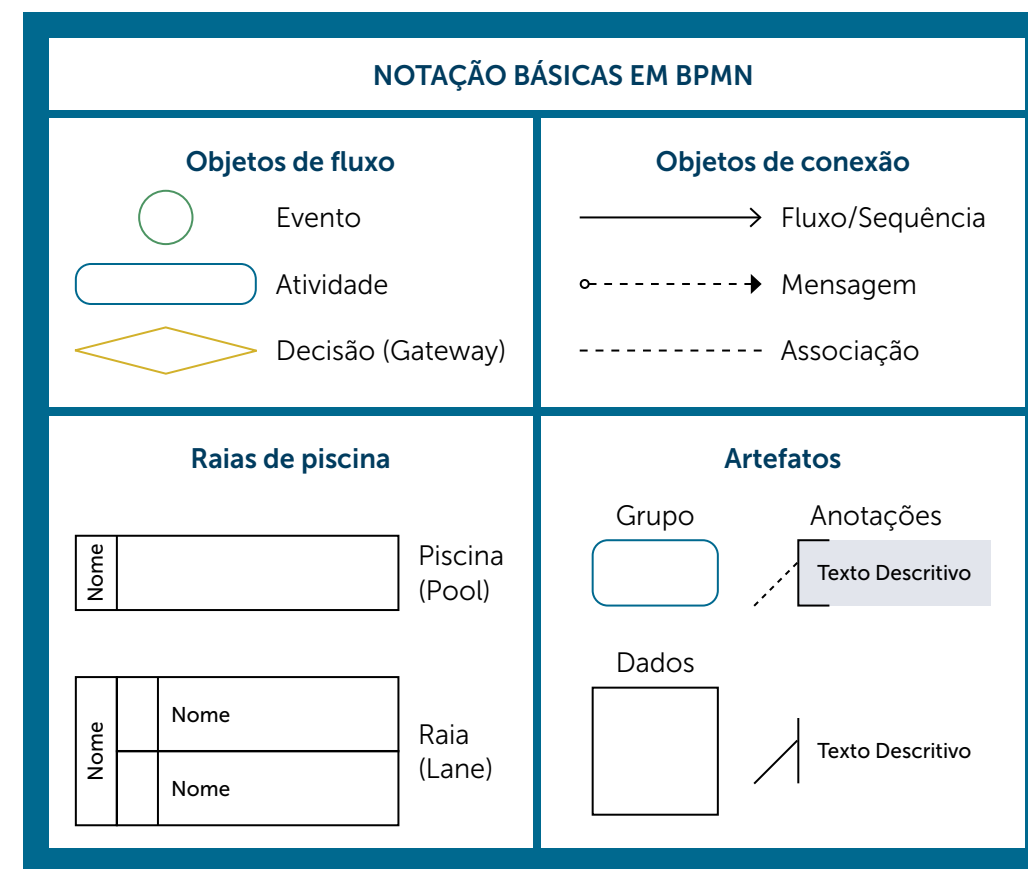 NOTAÇÃO BÁSICAS EM BPMN
Objetos de fluxo
Evento
Atividade
Decisão (Gateway)
Objetos de conexão
Fluxo/Sequência
Mensagem
Associação
Raias de piscina
Nome
Piscina
(Pool)
Nome
Nome
Nome
Raia
(Lane)
Artefatos
Grupo
Anotações
Texto Descritivo
Dados
Texto Descritivo